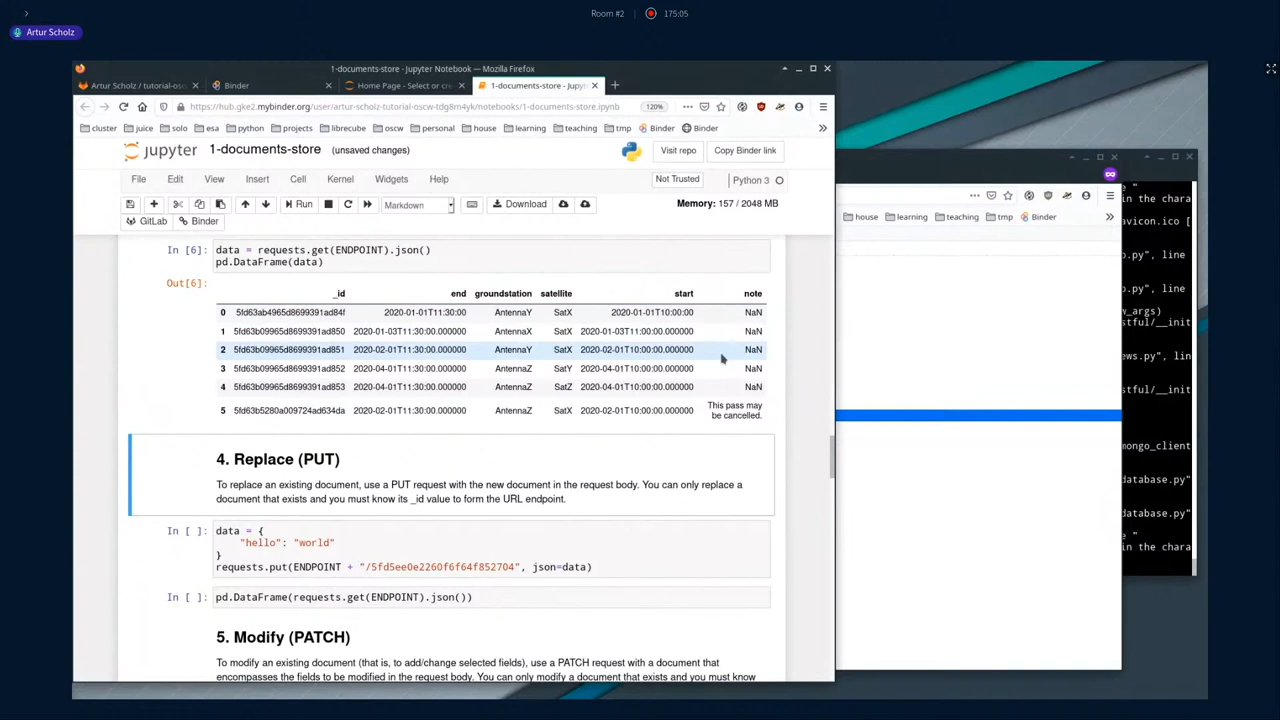 Room #2
175:05
Artur Scholz
1-documents-store - Jupyter Notebook — Mozilla Firefox
Artur Scholz / tutorial-os
Binder
Home Page - Select or cr
1-documents-store - Jupyt
https://hub.gke2.mybinder.org/user/artur-scholz-tutorial-oscw-tdg8m4yk/notebooks/1-documents-store.ipynb
120%
cluster juice solo esa python projects librecube oscw personal house learning teaching tmp Binder Binder
jupyter 1-documents-store (unsaved changes)
Visit repo Copy Binder link
File Edit View Insert Cell Kernel Widgets Help
Not Trusted Python 3
Run Markdown Download Memory: 157 / 2048 MB
GitLab Binder
In [6]: data = requests.get(ENDPOINT).json()
pd.DataFrame(data)
Out[6]:
_id end groundstation satellite start note
0 5fd63ab4965d8699391ad84f 2020-01-01T11:30:00 AntennaY SatX 2020-01-01T10:00:00 NaN
1 5fd63b09965d8699391ad850 2020-01-03T11:30:00.000000 AntennaX SatX 2020-01-03T11:00:00.000000 NaN
2 5fd63b09965d8699391ad851 2020-02-01T11:30:00.000000 AntennaY SatX 2020-02-01T10:00:00.000000 NaN
3 5fd63b09965d8699391ad852 2020-04-01T11:30:00.000000 AntennaZ SatY 2020-04-01T10:00:00.000000 NaN
4 5fd63b09965d8699391ad853 2020-04-01T11:30:00.000000 AntennaZ SatZ 2020-04-01T10:00:00.000000 NaN
5 5fd63b5280a009724ad634da 2020-02-01T11:30:00.000000 AntennaZ SatX 2020-02-01T10:00:00.000000 This pass may
be cancelled.
4. Replace (PUT)
To replace an existing document, use a PUT request with the new document in the request body. You can only replace a
document that exists and you must know its _id value to form the URL endpoint.
In [ ]: data = {
"hello": "world"
}
requests.put(ENDPOINT + "/5fd5ee0e2260f6f64f852704", json=data)
In [ ]: pd.DataFrame(requests.get(ENDPOINT).json())
5. Modify (PATCH)
To modify an existing document (that is, to add/change selected fields), use a PATCH request with a document that
encompasses the fields to be modified in the request body. You can only modify a document that exists and you must know
house learning teaching tmp Binder
"
in the chara
avicon.ico [
p.py", line
p.py", line
w_args)
stful/__init
ews.py", line
stful/__init
mongo_client
database.py"
database.py"
e "
in the chara